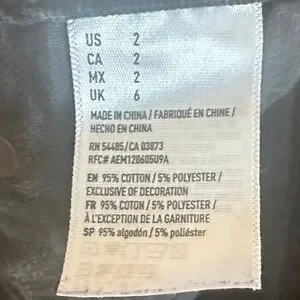 US 2
CA 2
MX 2
UK 6
MADE IN CHINA / FABRIQUÉ EN CHINE /
HECHO EN CHINA
RN 54485/CA 03873
RFC# AEM120605U9A
EN 95% COTTON / 5% POLYESTER /
EXCLUSIVE OF DECORATION
FR 95% COTON / 5% POLYESTER /
À L'EXCEPTION DE LA GARNITURE
SP 95% algodón / 5% poliéster